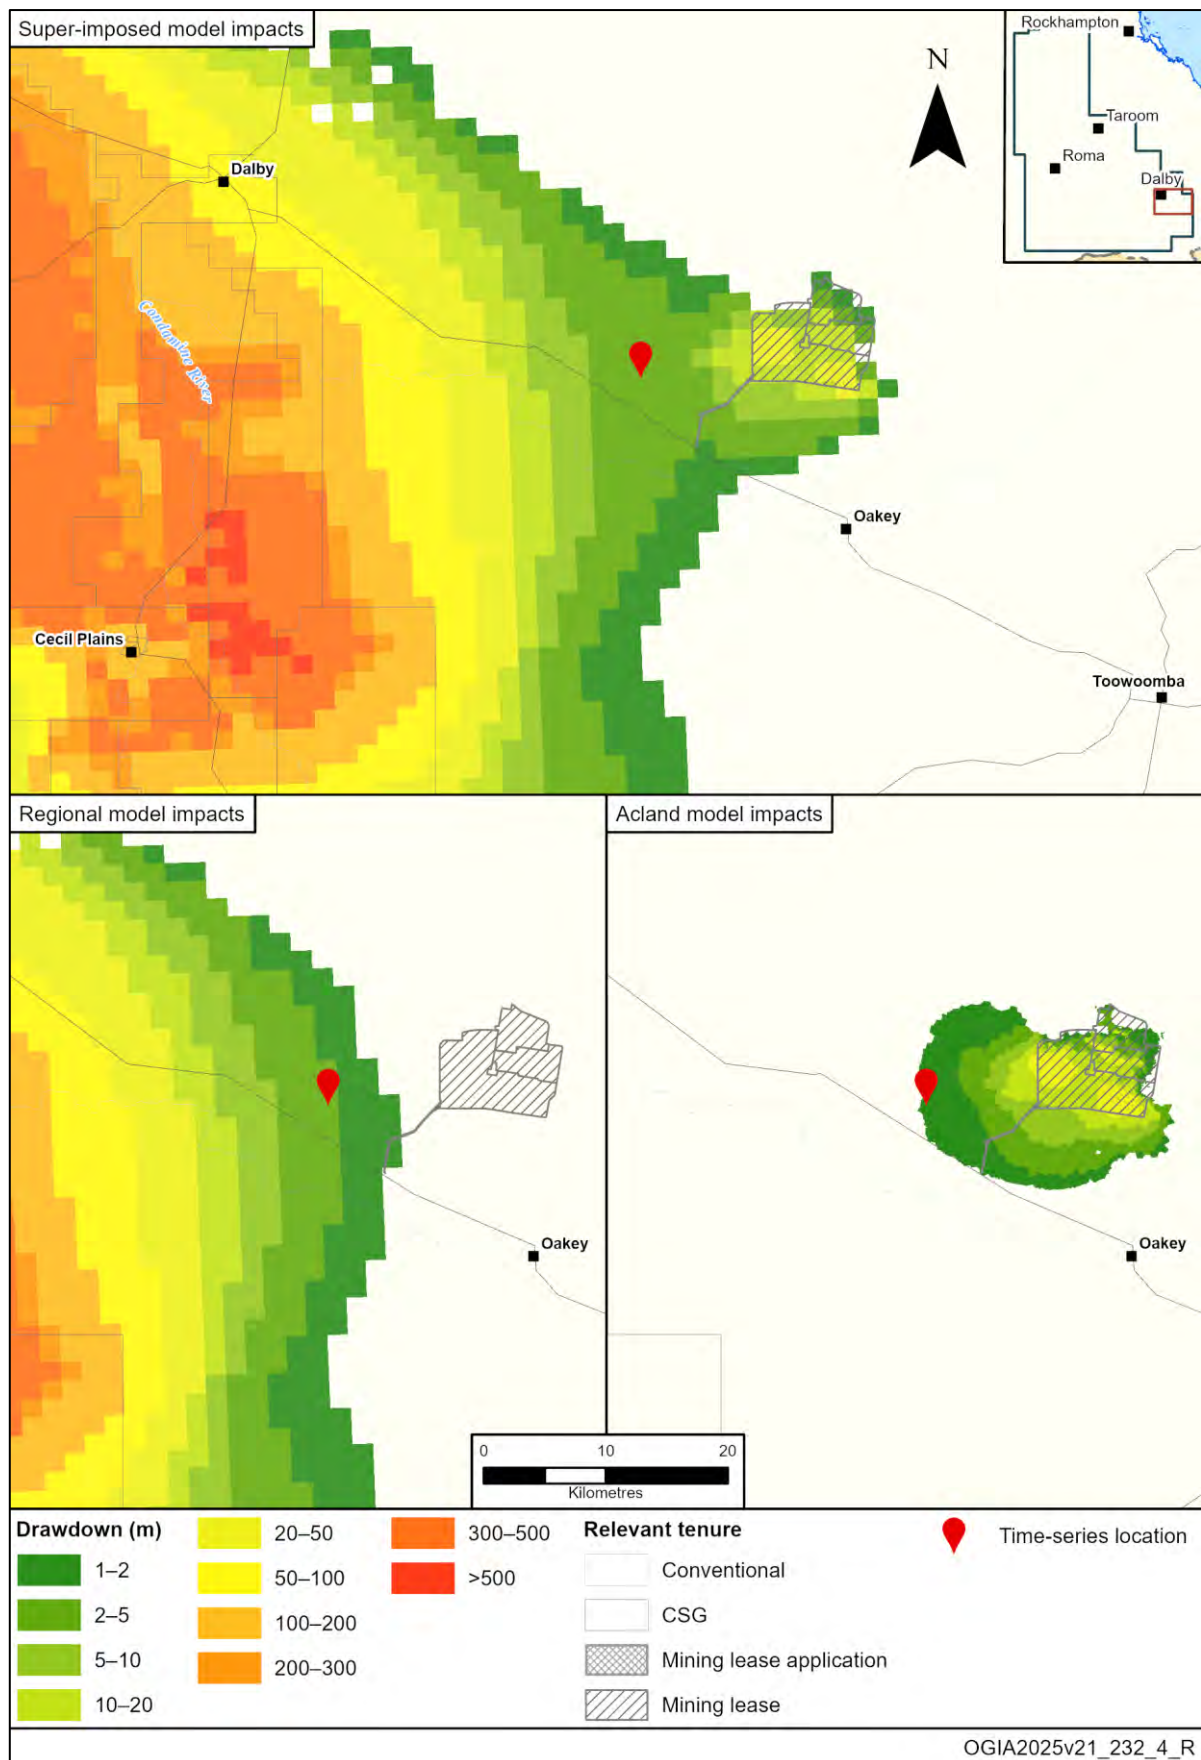 Super-imposed model impacts
N
Rockhampton
Taroom
Roma
Dalby
Dalby
Condamine River
Oakey
Cecil Plains
Toowoomba
Regional model impacts
Acland model impacts
Oakey
Oakey
0 10 20
Kilometres
Drawdown (m)
1–2
2–5
5–10
10–20
20–50
50–100
100–200
200–300
300–500
>500
Relevant tenure
Conventional
CSG
Mining lease application
Mining lease
Time-series location
OGIA2025v21_232_4_R